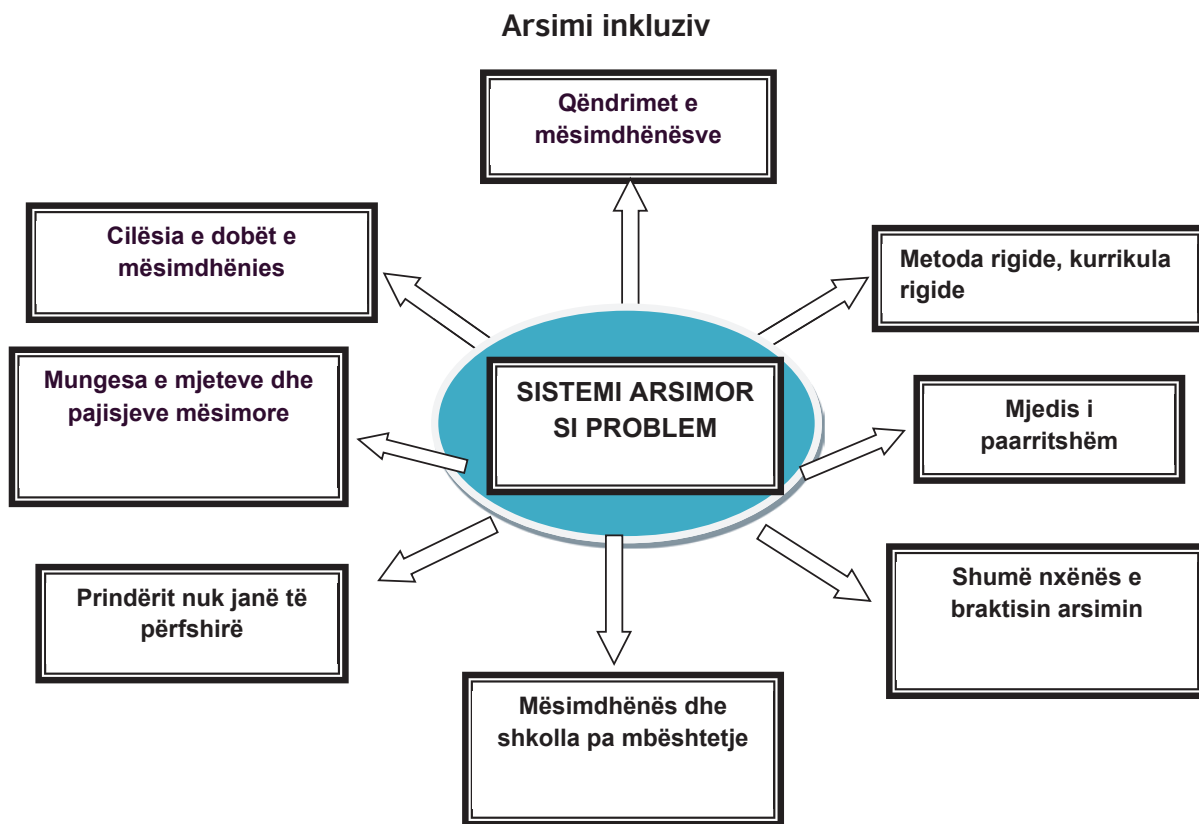 Arsimi inkluziv
Qëndrimet e
mësimdhënësve
Cilësia e dobët e
mësimdhënies
Metoda rigide, kurrikula
rigide
Mungesa e mjeteve dhe
pajisjeve mësimore
SISTEMI ARSIMOR
SI PROBLEM
Mjedis i
paarritshëm
Prindërit nuk janë të
përfshirë
Shumë nxënës e
braktisin arsimin
Mësimdhënës dhe
shkolla pa mbështetje